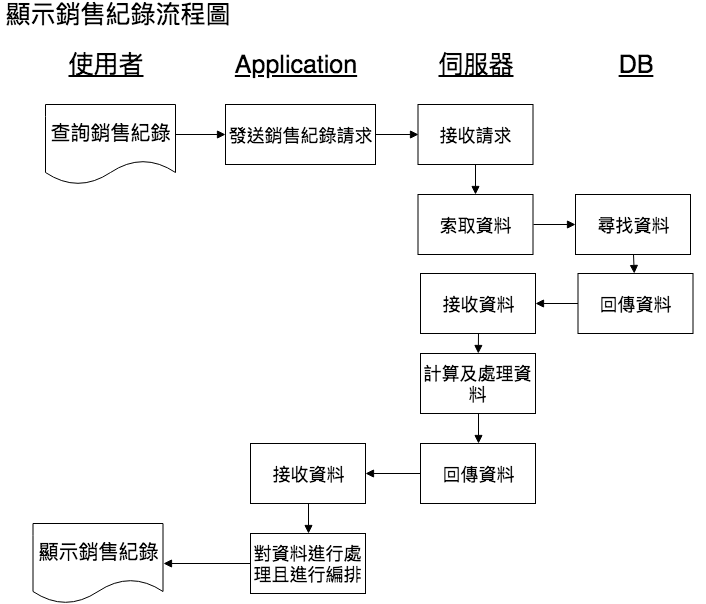 顯示銷售紀錄流程圖
使用者 Application 伺服器 DB
查詢銷售紀錄
發送銷售紀錄請求
接收請求
索取資料
尋找資料
接收資料
回傳資料
計算及處理資
料
接收資料
回傳資料
顯示銷售紀錄
對資料進行處
理且進行編排